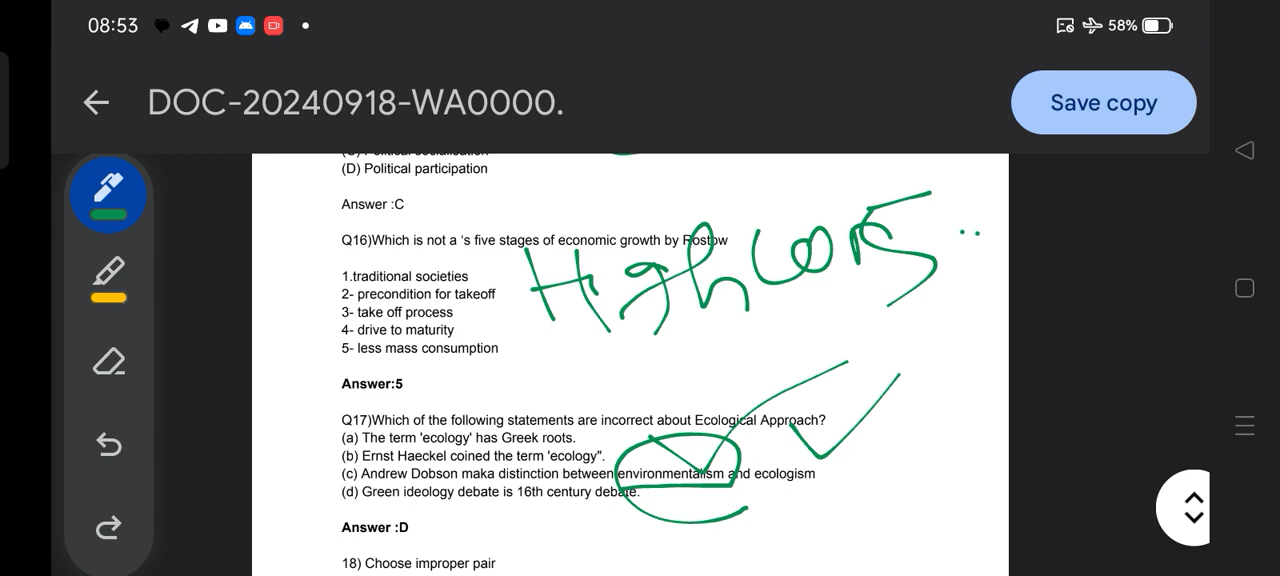 08:53
58%
DOC-20240918-WA0000.
Save copy
(D) Political participation
Answer :C
Q16)Which is not a 's five stages of economic growth by Rostow
1.traditional societies
2- precondition for takeoff
3- take off process
4- drive to maturity
5- less mass consumption
High
Answer:5
Q17)Which of the following statements are incorrect about Ecological Approach?
(a) The term 'ecology' has Greek roots.
(b) Ernst Haeckel coined the term 'ecology".
(c) Andrew Dobson maka distinction between environmentalism and ecologism
(d) Green ideology debate is 16th century debate.
Answer :D
18) Choose improper pair